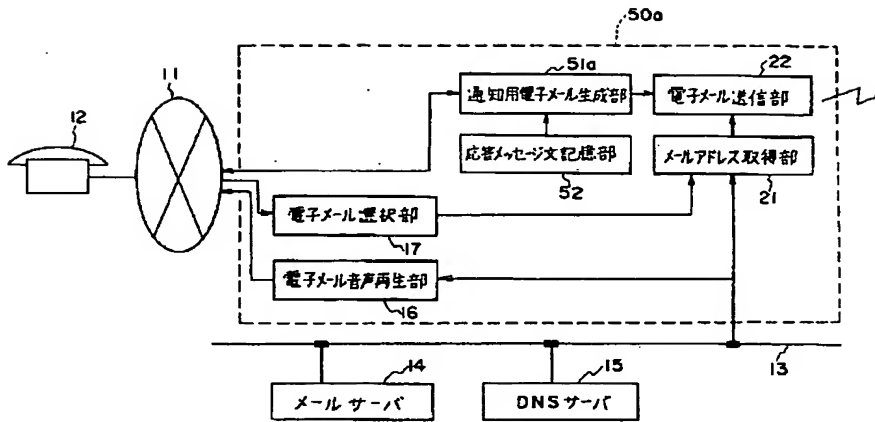 50a
11
51a
22
12
通知用電子メール生成部
電子メール送信部
応答メッセージ文記憶部
メールアドレス取得部
52
21
電子メール選択部
17
電子メール音声再生部
16
13
14
15
メールサーバ
DNSサーバ